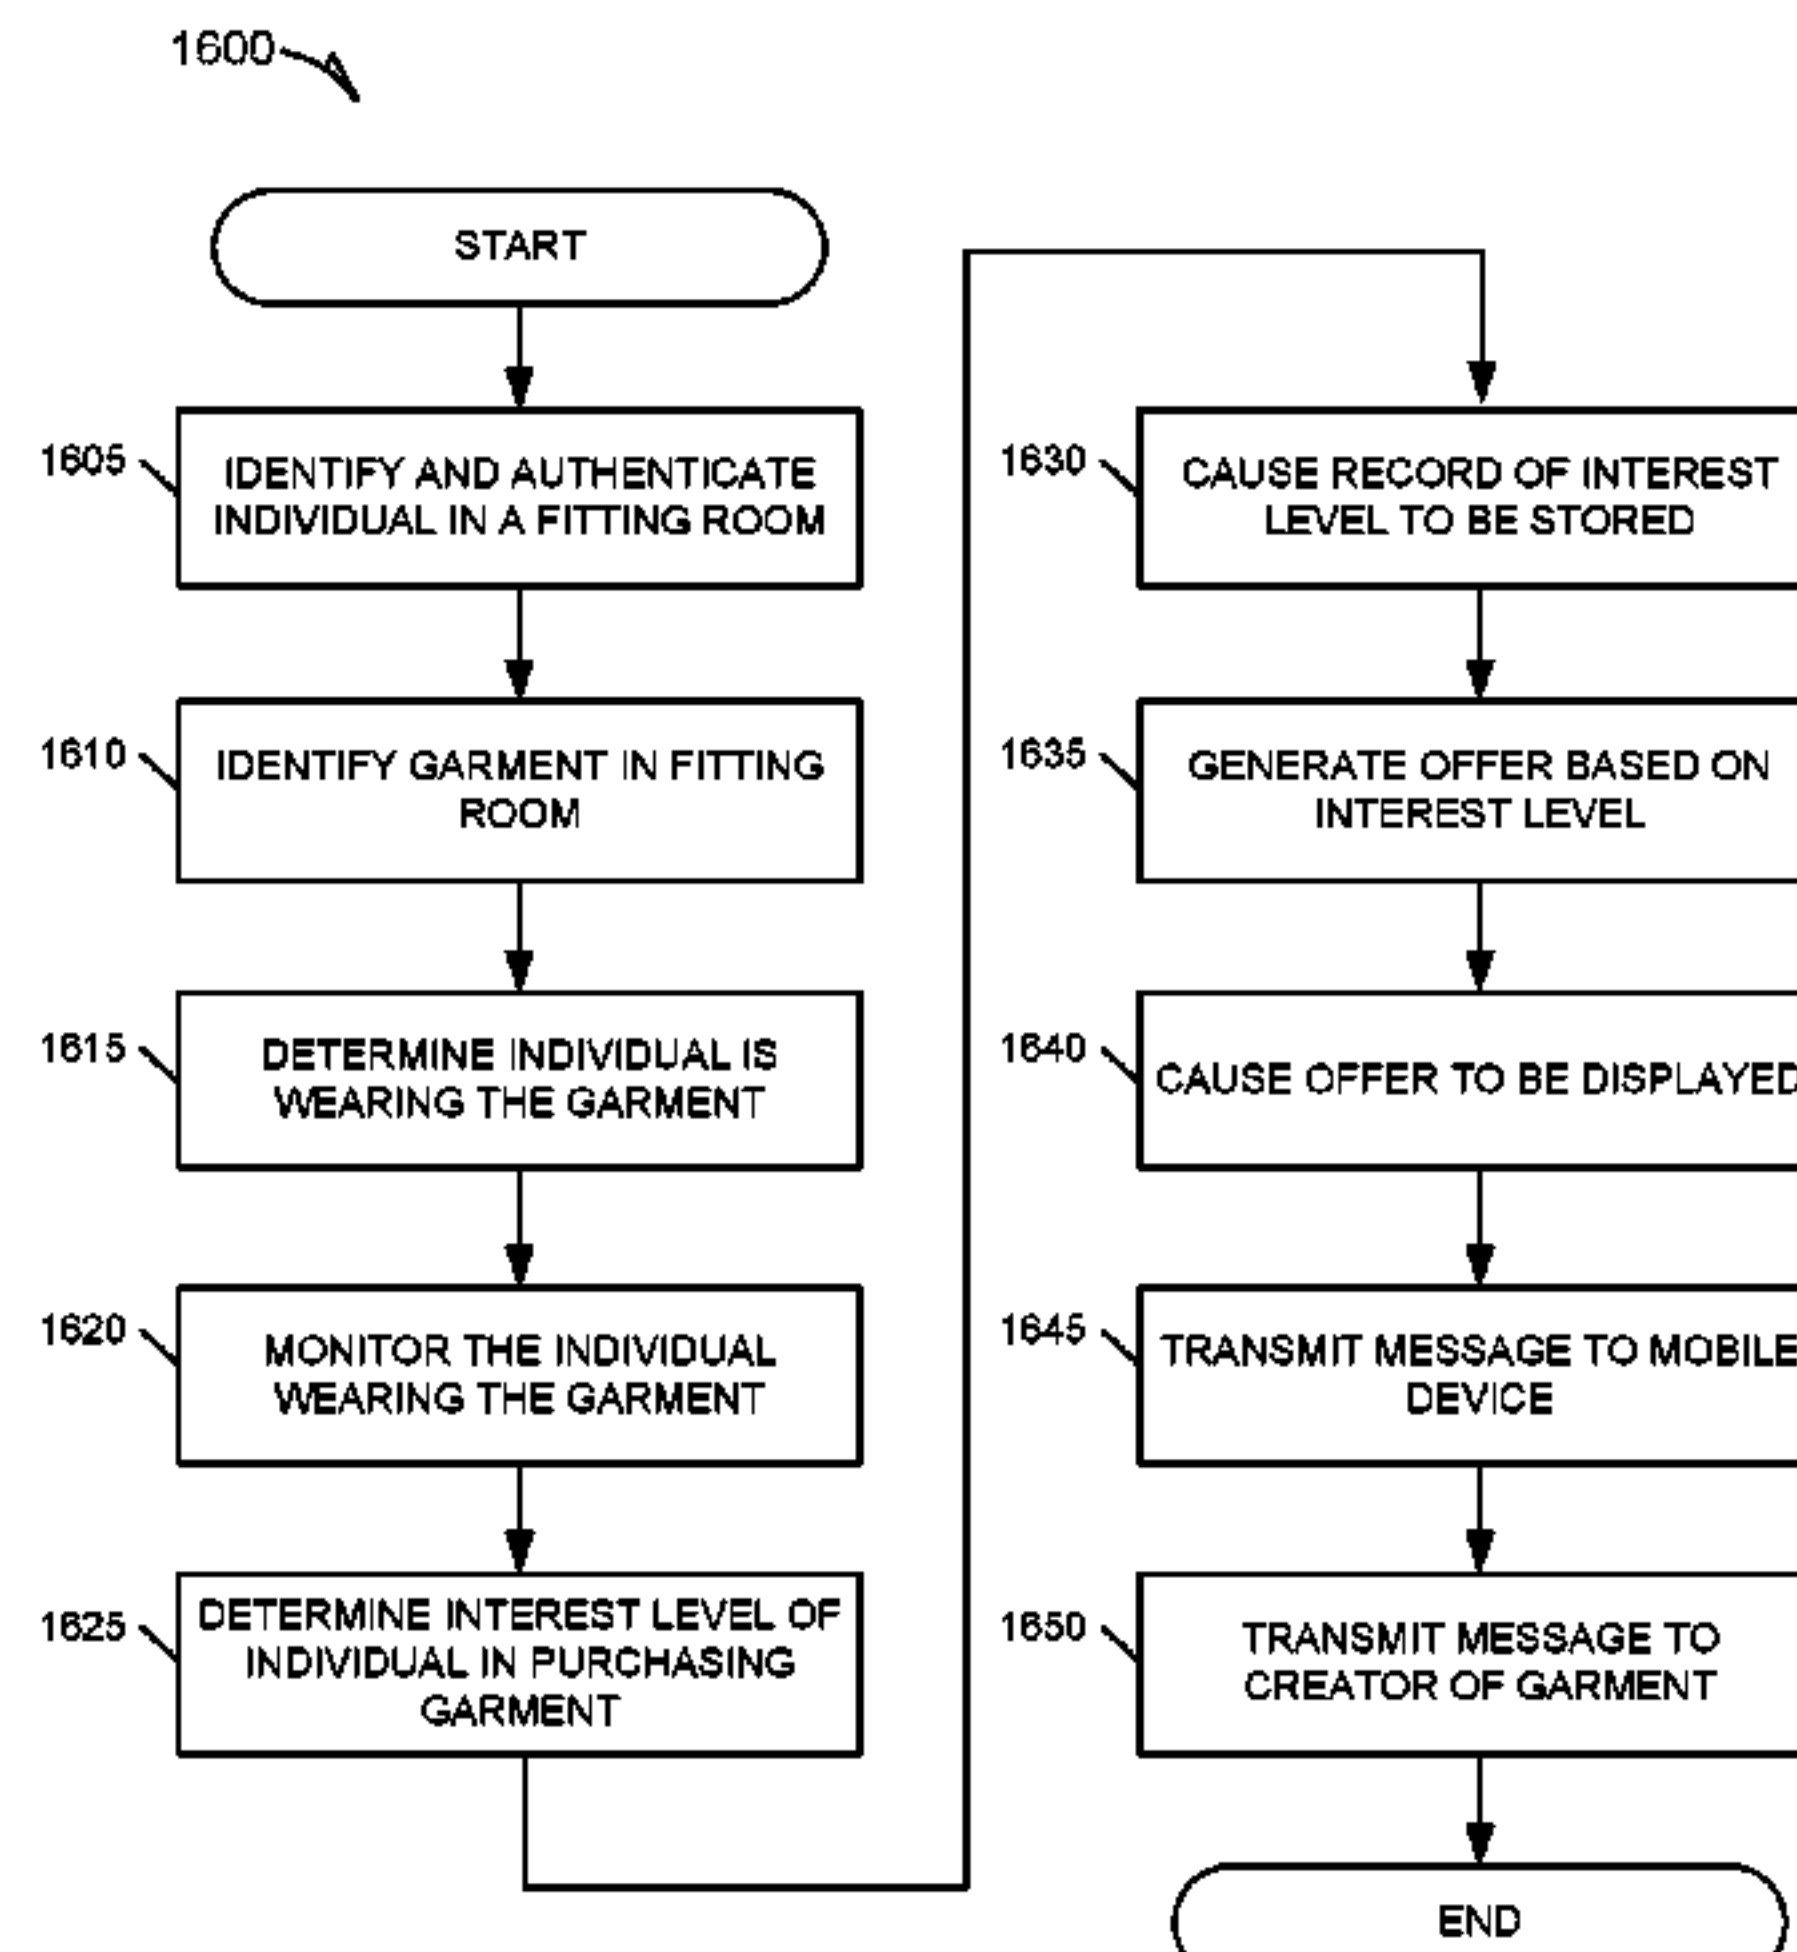 1600
START
1605
IDENTIFY AND AUTHENTICATE
INDIVIDUAL IN A FITTING ROOM
1610
IDENTIFY GARMENT IN FITTING
ROOM
1615
DETERMINE INDIVIDUAL IS
WEARING THE GARMENT
1620
MONITOR THE INDIVIDUAL
WEARING THE GARMENT
1625
DETERMINE INTEREST LEVEL OF
INDIVIDUAL IN PURCHASING
GARMENT
1630
CAUSE RECORD OF INTEREST
LEVEL TO BE STORED
1635
GENERATE OFFER BASED ON
INTEREST LEVEL
1640
CAUSE OFFER TO BE DISPLAYED
1645
TRANSMIT MESSAGE TO MOBILE
DEVICE
1650
TRANSMIT MESSAGE TO
CREATOR OF GARMENT
END